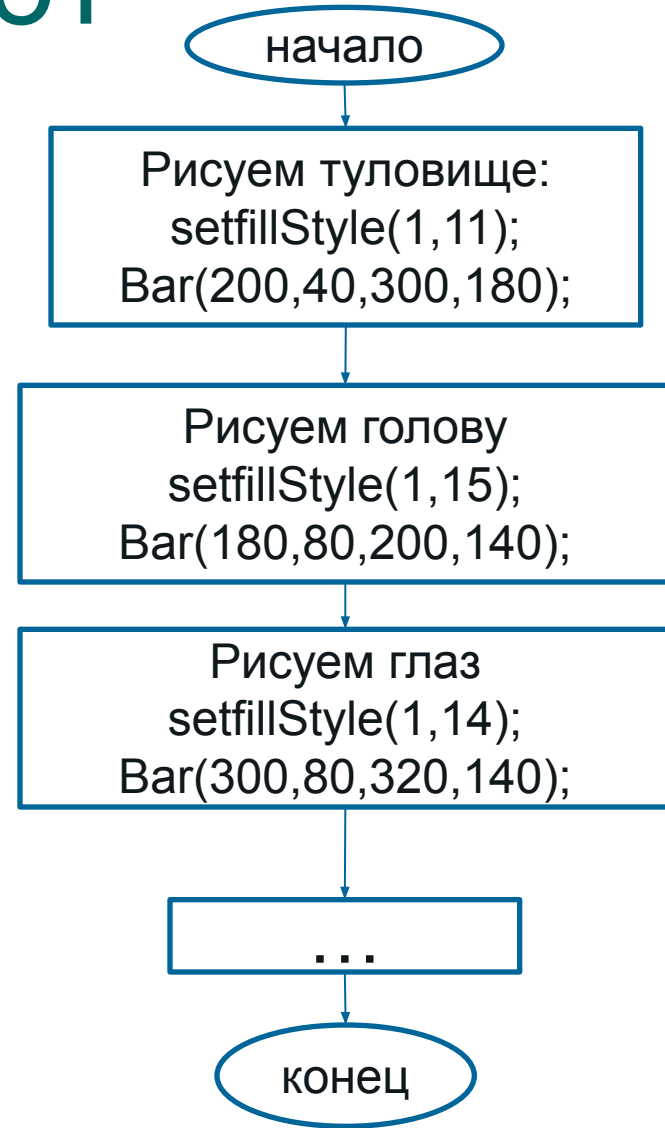 начало
Рисуем туловище:
setfillStyle(1,11);
Bar(200,40,300,180);
Рисуем голову
setfillStyle(1,15);
Bar(180,80,200,140);
Рисуем глаз
setfillStyle(1,14);
Bar(300,80,320,140);
...
конец